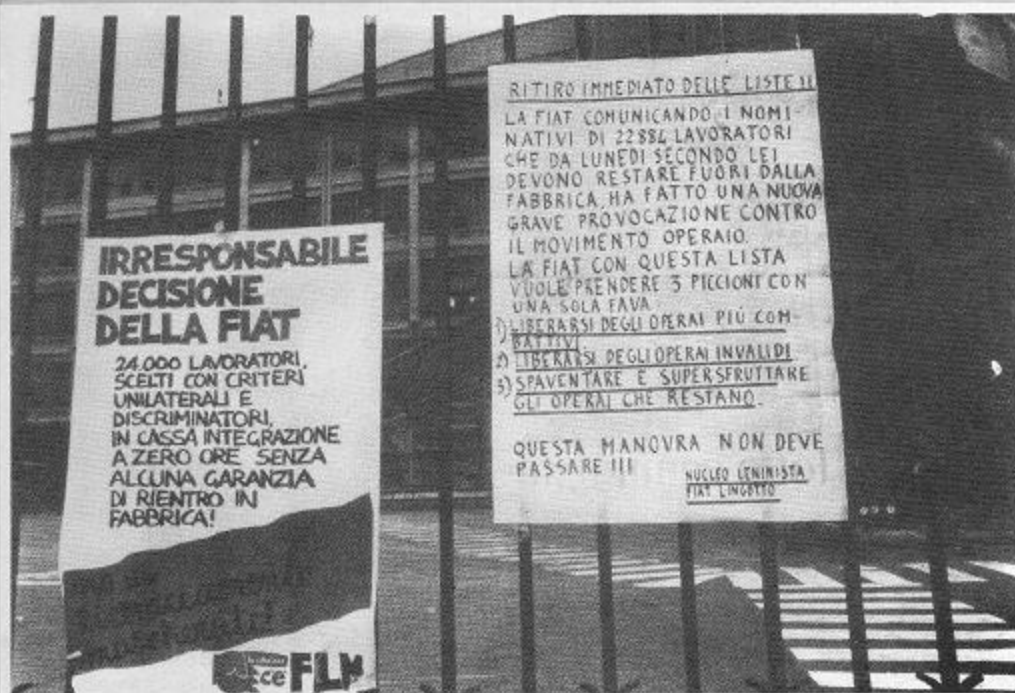 IRRESPONSABILE
DECISIONE
DELLA FIAT
24.000 LAVORATORI,
SCELTI CON CRITERI
UNILATERALI E
DISCRIMINATORI,
IN CASSA INTEGRAZIONE
A ZERO ORE SENZA
ALCUNA GARANZIA
DI RIENTRO IN
FABBRICA!
FLM
RITIRO IMMEDIATO DELLE LISTE!!
LA FIAT COMUNICANDO I NOMI-
NATIVI DI 22884 LAVORATORI
CHE DA LUNEDI SECONDO LEI
DEVONO RESTARE FUORI DALLA
FABBRICA, HA FATTO UNA NUOVA
GRAVE PROVOCAZIONE CONTRO
IL MOVIMENTO OPERAIO.
LA FIAT CON QUESTA LISTA
VUOLE PRENDERE 3 PICCIONI CON
UNA SOLA FAVA
1) LIBERARSI DEGLI OPERAI PIÙ COM-
BATTIVI
2) LIBERARSI DEGLI OPERAI INVALIDI
3) SPAVENTARE E SUPERSFRUTTARE
GLI OPERAI CHE RESTANO.
QUESTA MANOVRA NON DEVE
PASSARE !!!
NUCLEO LENINISTA
FIAT LINGOTTO